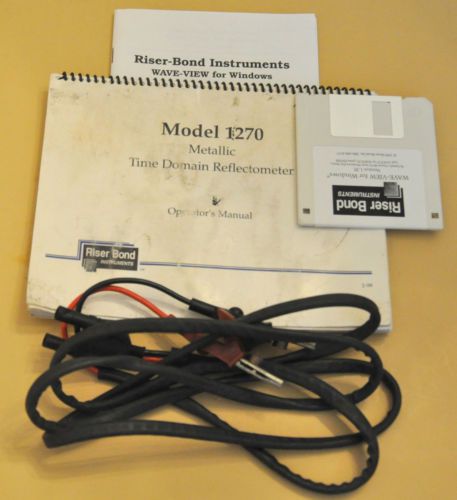 Riser-Bond Instruments
WAVE-VIEW for Windows
Model 1270
Metallic
Time Domain Reflectometer
Operator's Manual
Riser Bond
INSTRUMENTS
Riser Bond
INSTRUMENTS
WAVE-VIEW for Windows®